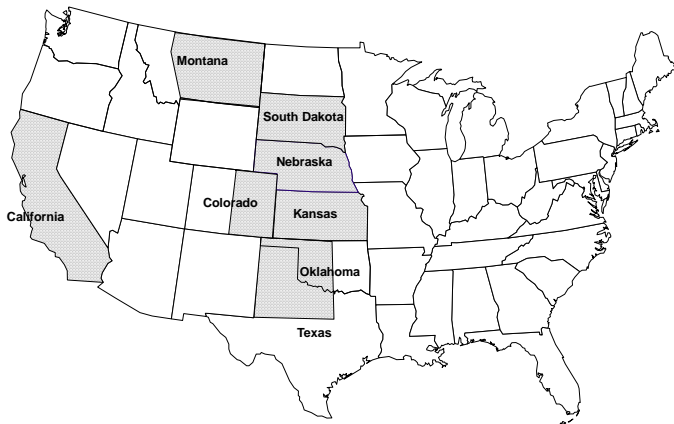 Montana
South Dakota
Nebraska
Colorado
Kansas
California
Oklahoma
Texas